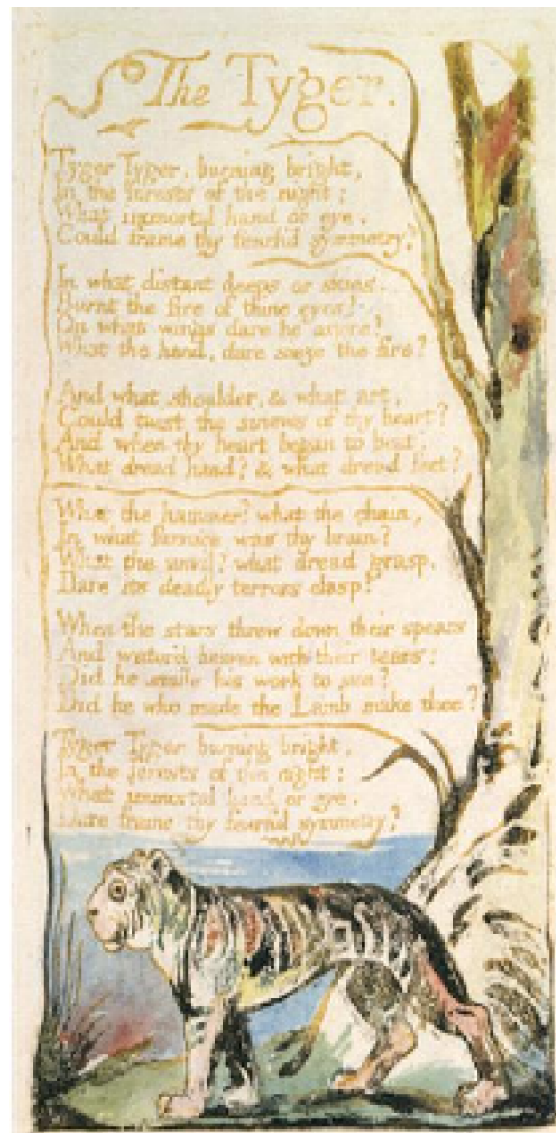 The Tyger.
Tyger Tyger, burning bright,
In the forests of the night;
What immortal hand or eye,
Could frame thy fearful symmetry?
In what distant deeps or skies.
Burnt the fire of thine eyes?
On what wings dare he aspire?
What the hand, dare seize the fire?
And what shoulder, & what art,
Could twist the sinews of thy heart?
And when thy heart began to beat,
What dread hand? & what dread feet?
What the hammer? what the chain,
In what furnace was thy brain?
What the anvil? what dread grasp,
Dare its deadly terrors clasp?
When the stars threw down their spears
And water'd heaven with their tears:
Did he smile his work to see?
Did he who made the Lamb make thee?
Tyger Tyger burning bright,
In the forests of the night:
What immortal hand or eye,
Dare frame thy fearful symmetry?